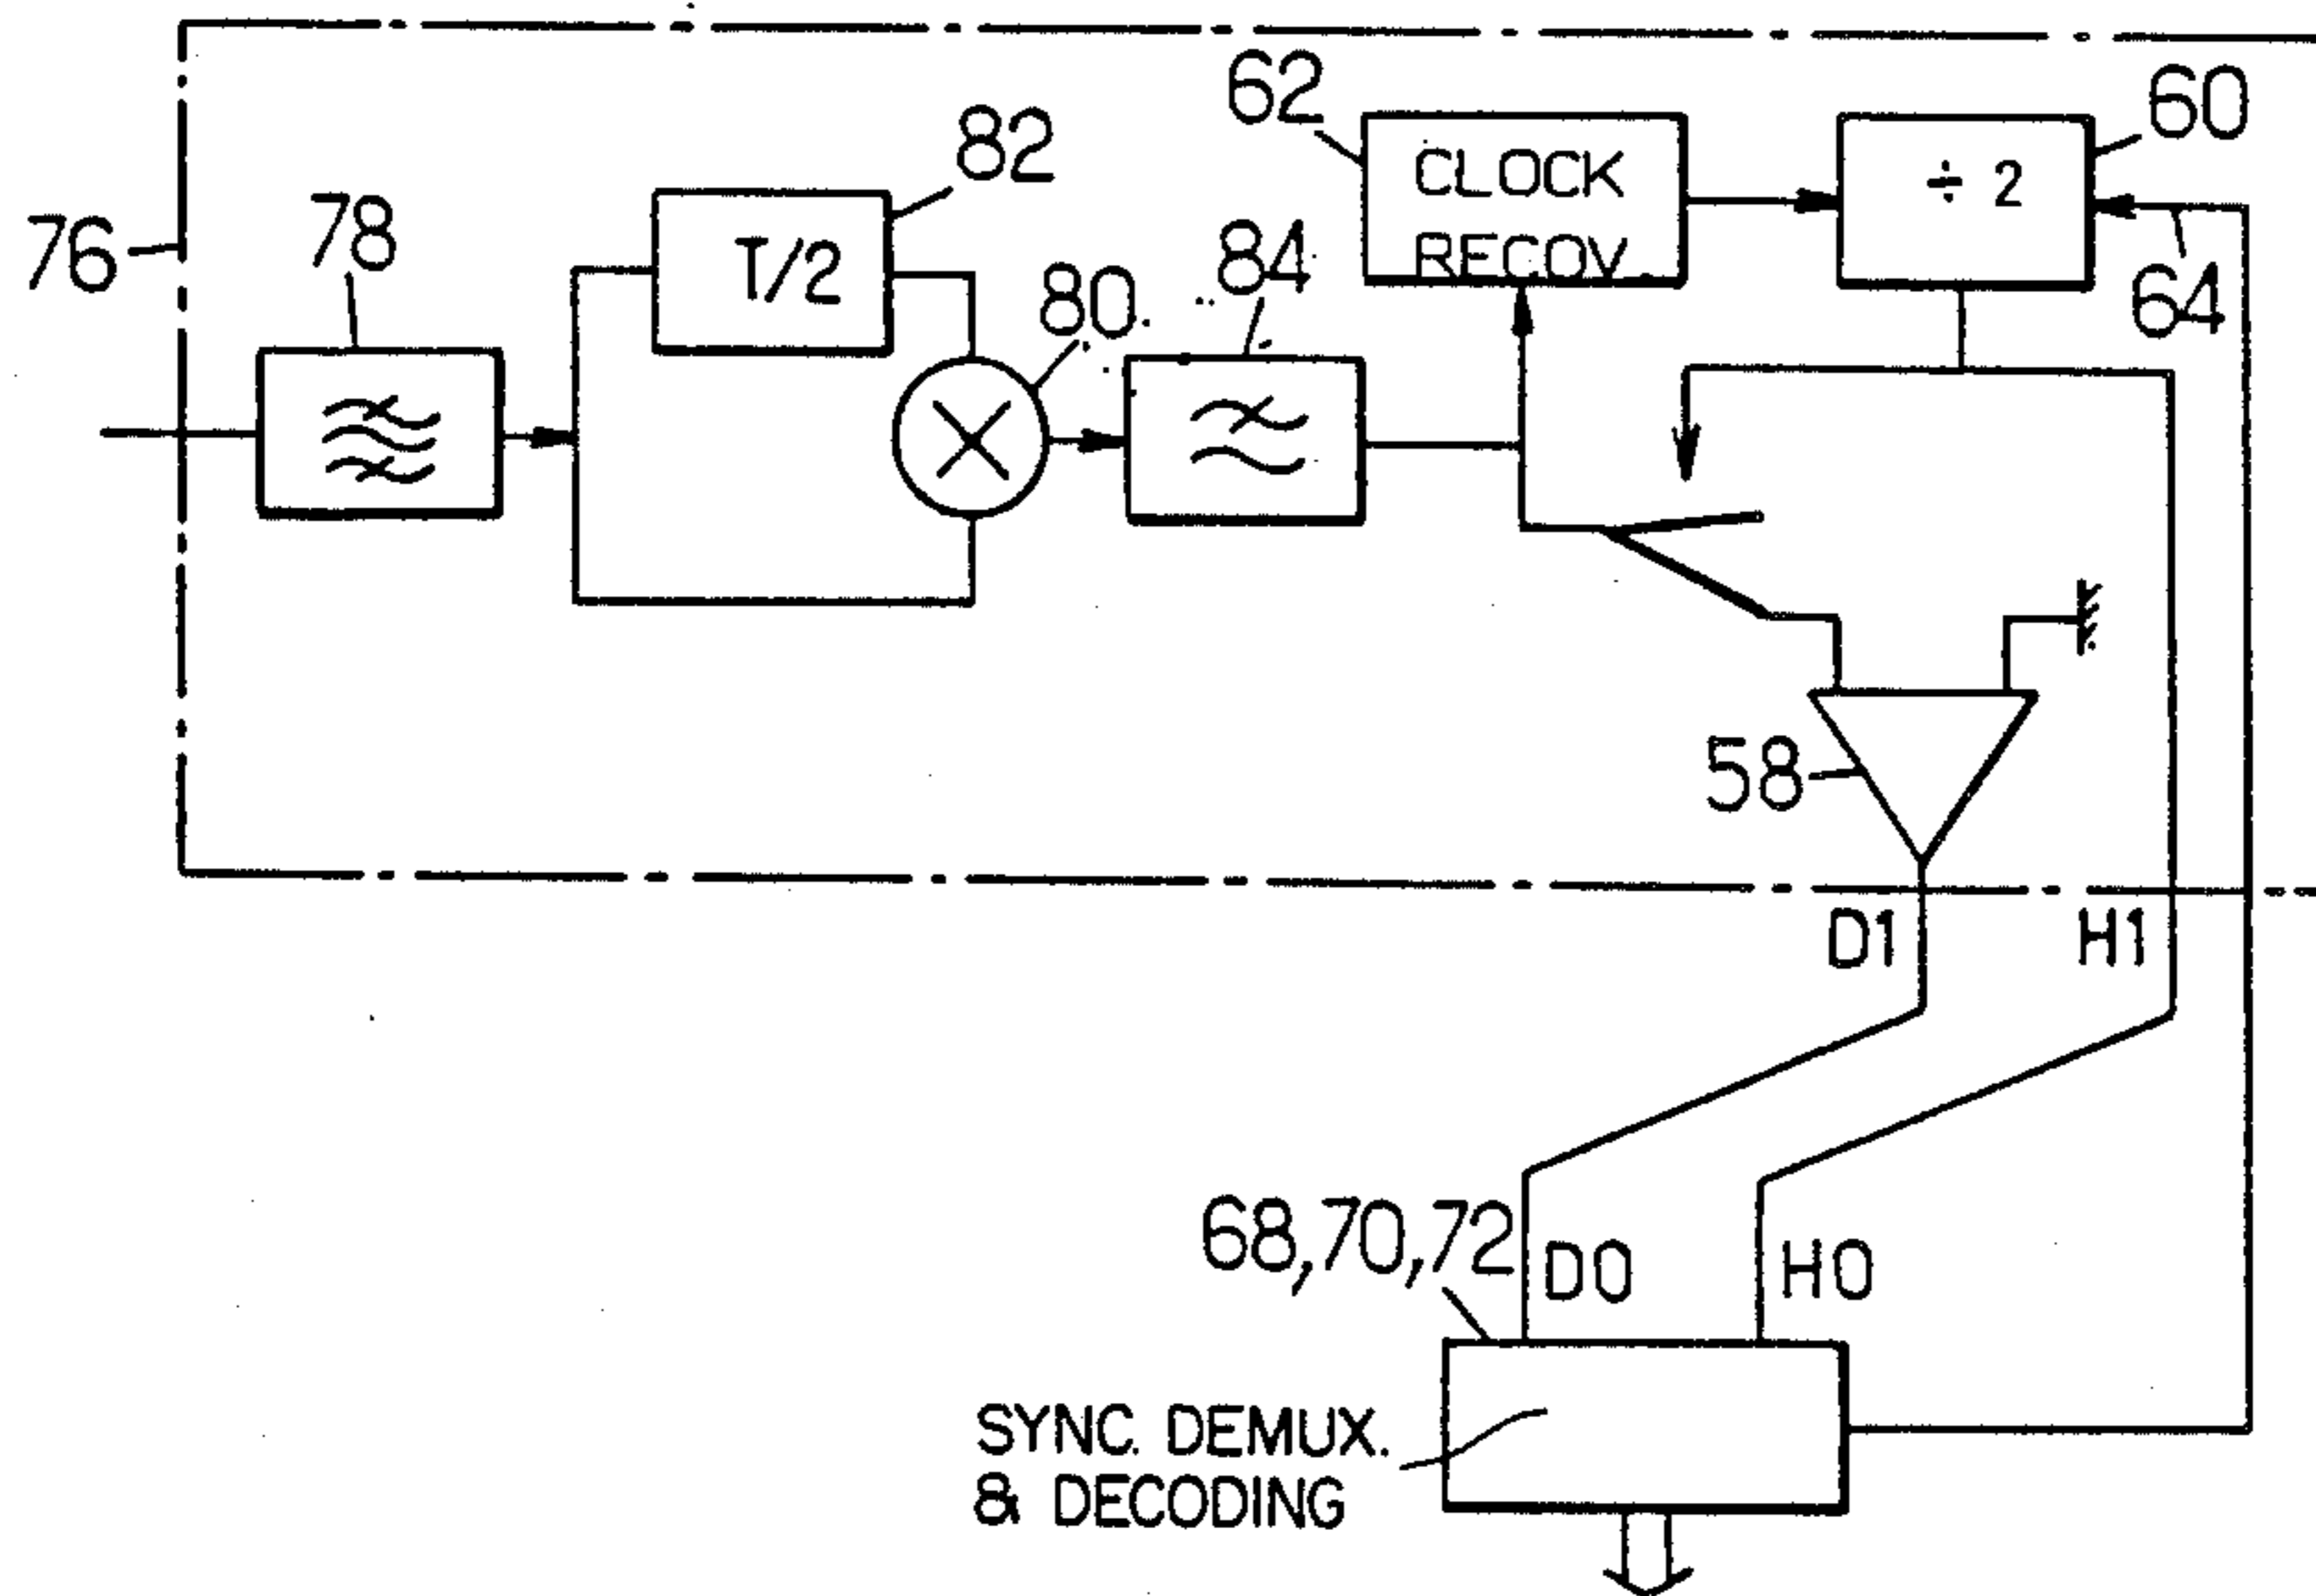 62
60
82
CLOCK
RECOV.
÷ 2
78
84
76
T/2
80
64
58
D1
H1
68,70,72
D0
H0
SYNC. DEMUX.
& DECODING